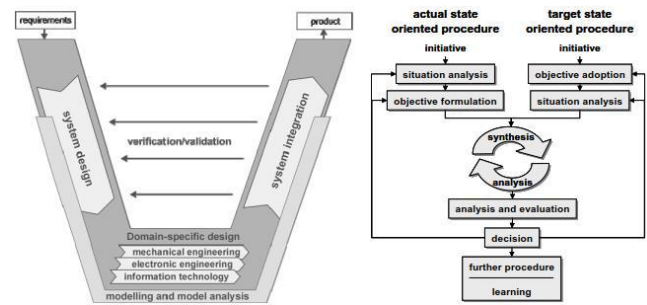 requirements
product
system design
verification/validation
system integration
Domain-specific design
mechanical engineering
electronic engineering
information technology
modelling and model analysis
actual state
oriented procedure
target state
oriented procedure
initiative
initiative
situation analysis
objective adoption
objective formulation
situation analysis
synthesis
analysis
analysis and evaluation
decision
further procedure
learning